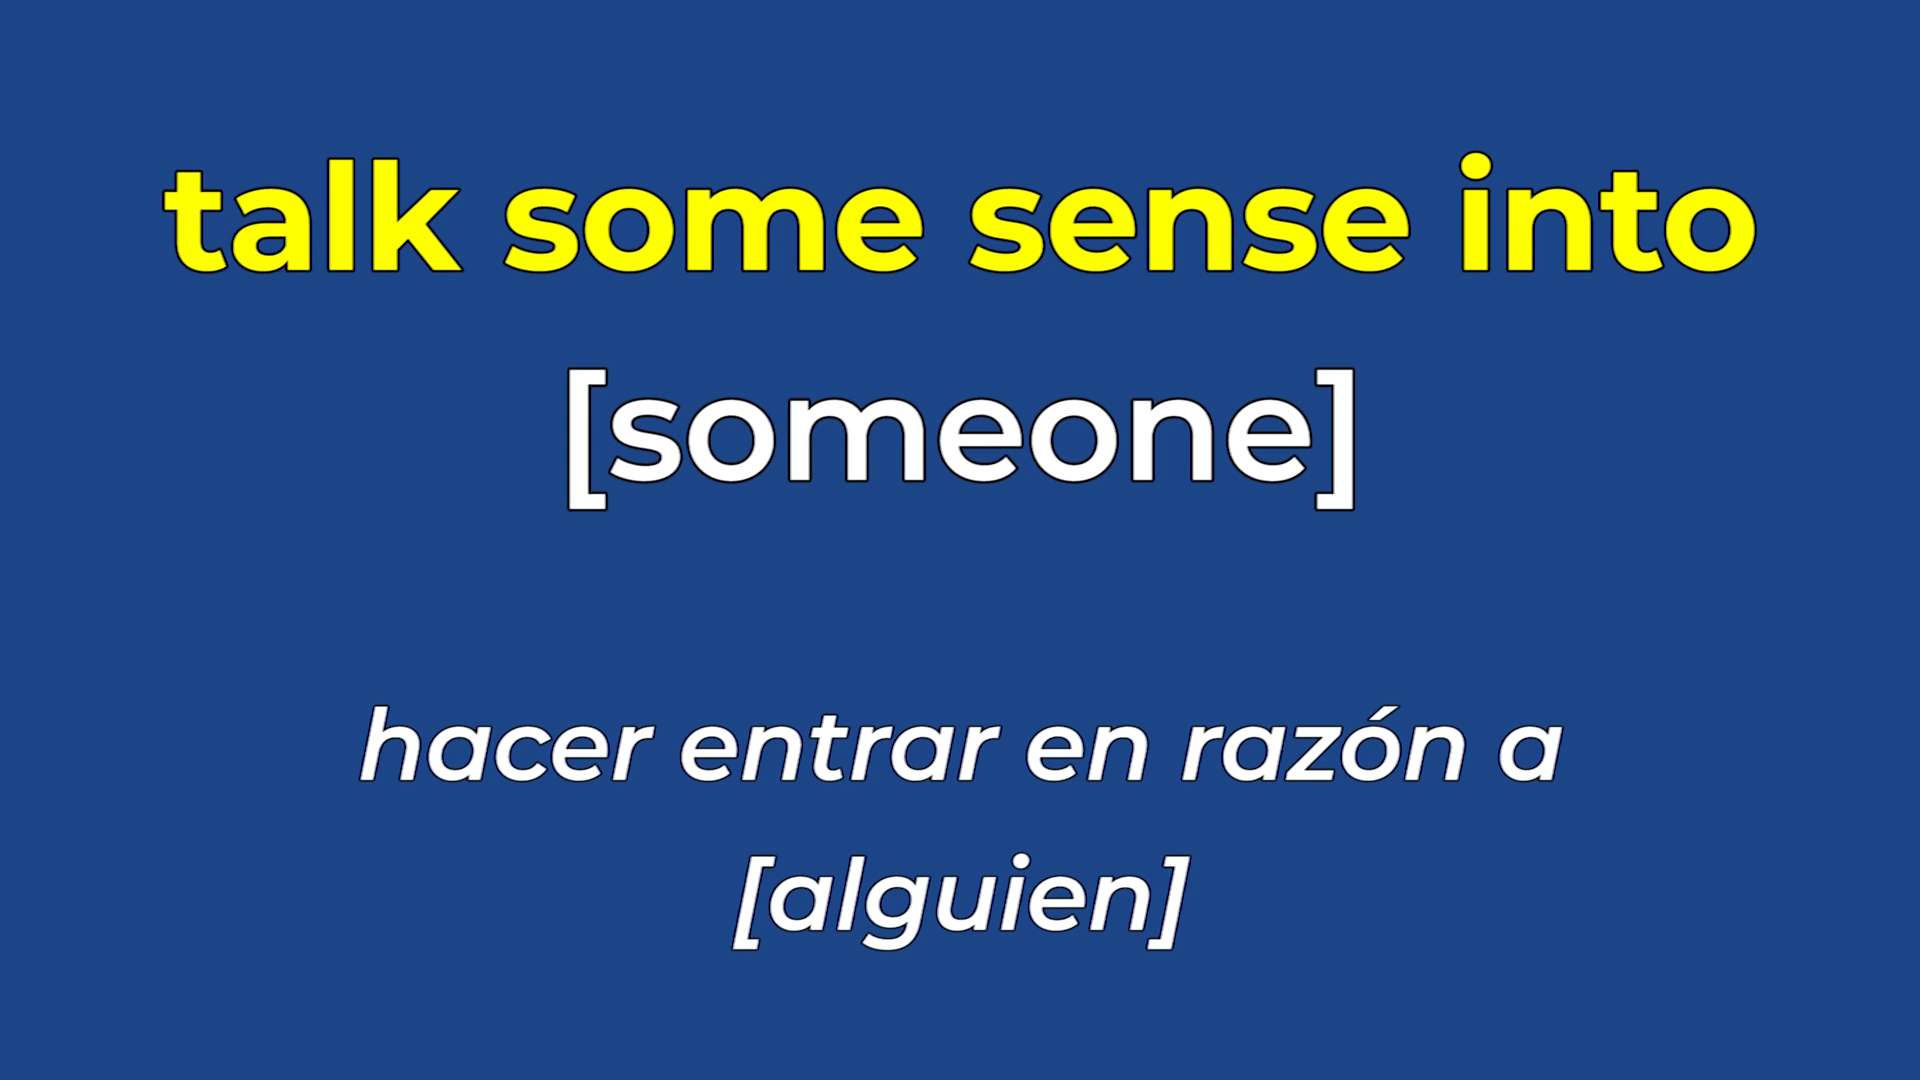 talk some sense into
[someone]
hacer entrar en razón a
[alguien]